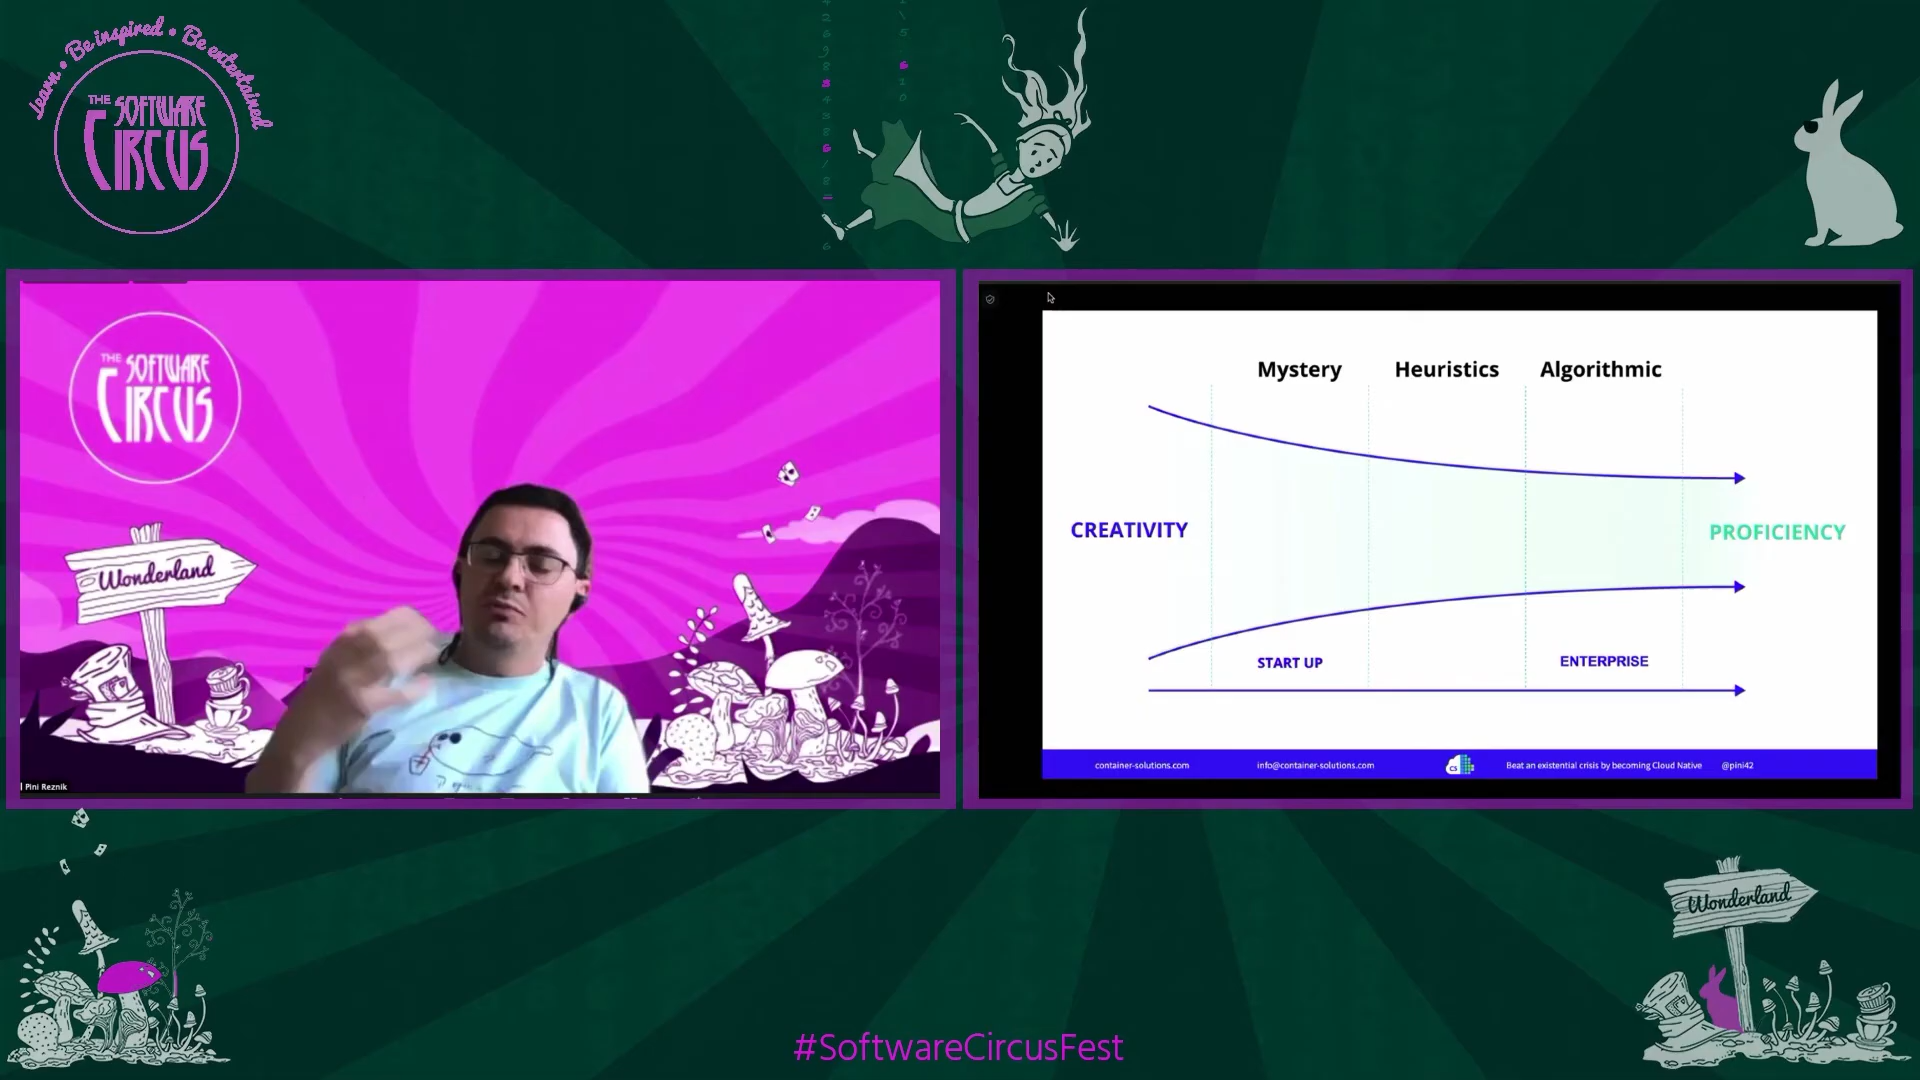 Learn • Be inspired • Be entertained
THE SOFTWARE
CIRCUS
THE SOFTWARE
CIRCUS
Wonderland
Pini Reznik
Mystery Heuristics Algorithmic
CREATIVITY
PROFICIENCY
START UP ENTERPRISE
container-solutions.com info@container-solutions.com CS Beat an existential crisis by becoming Cloud Native @pini42
Wonderland
#SoftwareCircusFest